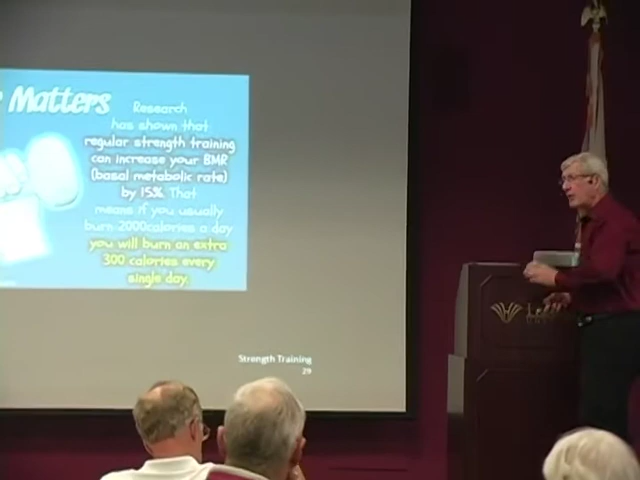 Matters
Research
has shown that
regular strength training
can increase your BMR
(basal metabolic rate)
by 15%. That
means if you usually
burn 2000calories a day
you will burn an extra
300 calories every
single day.
Strength Training
29